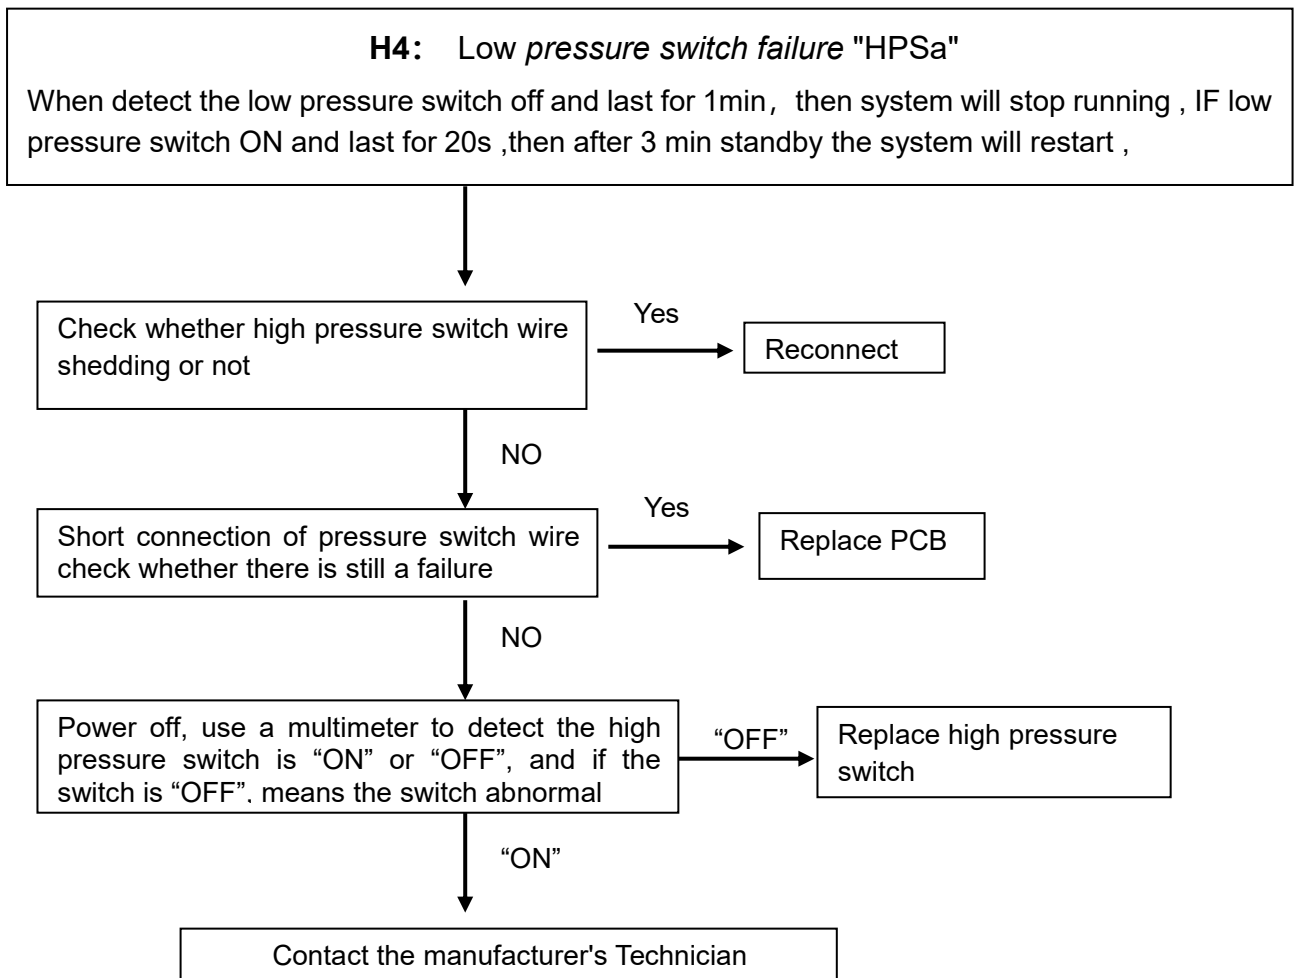 H4： Low pressure switch failure "HPSa"
When detect the low pressure switch off and last for 1min，then system will stop running , IF low
pressure switch ON and last for 20s ,then after 3 min standby the system will restart ,
Check whether high pressure switch wire
shedding or not
Yes
Reconnect
NO
Short connection of pressure switch wire
check whether there is still a failure
Yes
Replace PCB
NO
Power off, use a multimeter to detect the high
pressure switch is “ON” or “OFF”, and if the
switch is “OFF”, means the switch abnormal
“OFF”
Replace high pressure
switch
“ON”
Contact the manufacturer's Technician